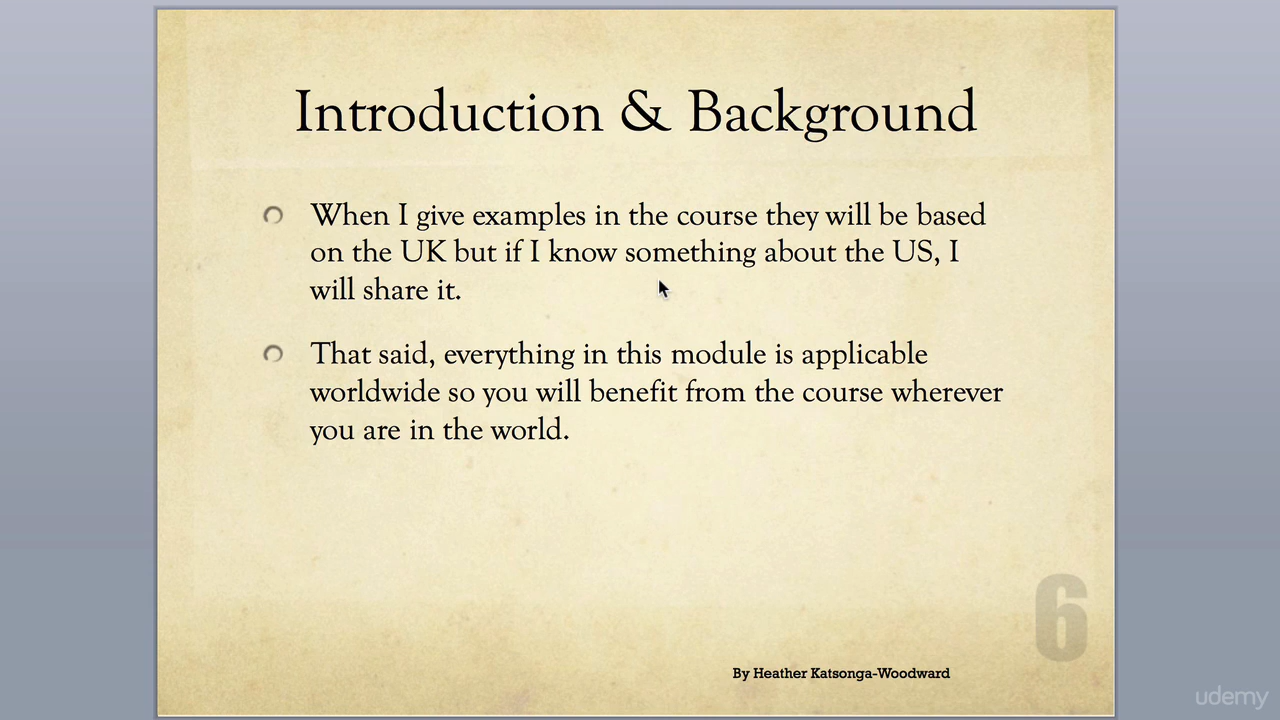 Introduction & Background
When I give examples in the course they will be based
on the UK but if I know something about the US, I
will share it.
That said, everything in this module is applicable
worldwide so you will benefit from the course wherever
you are in the world.
6
By Heather Katsonga-Woodward
udemy